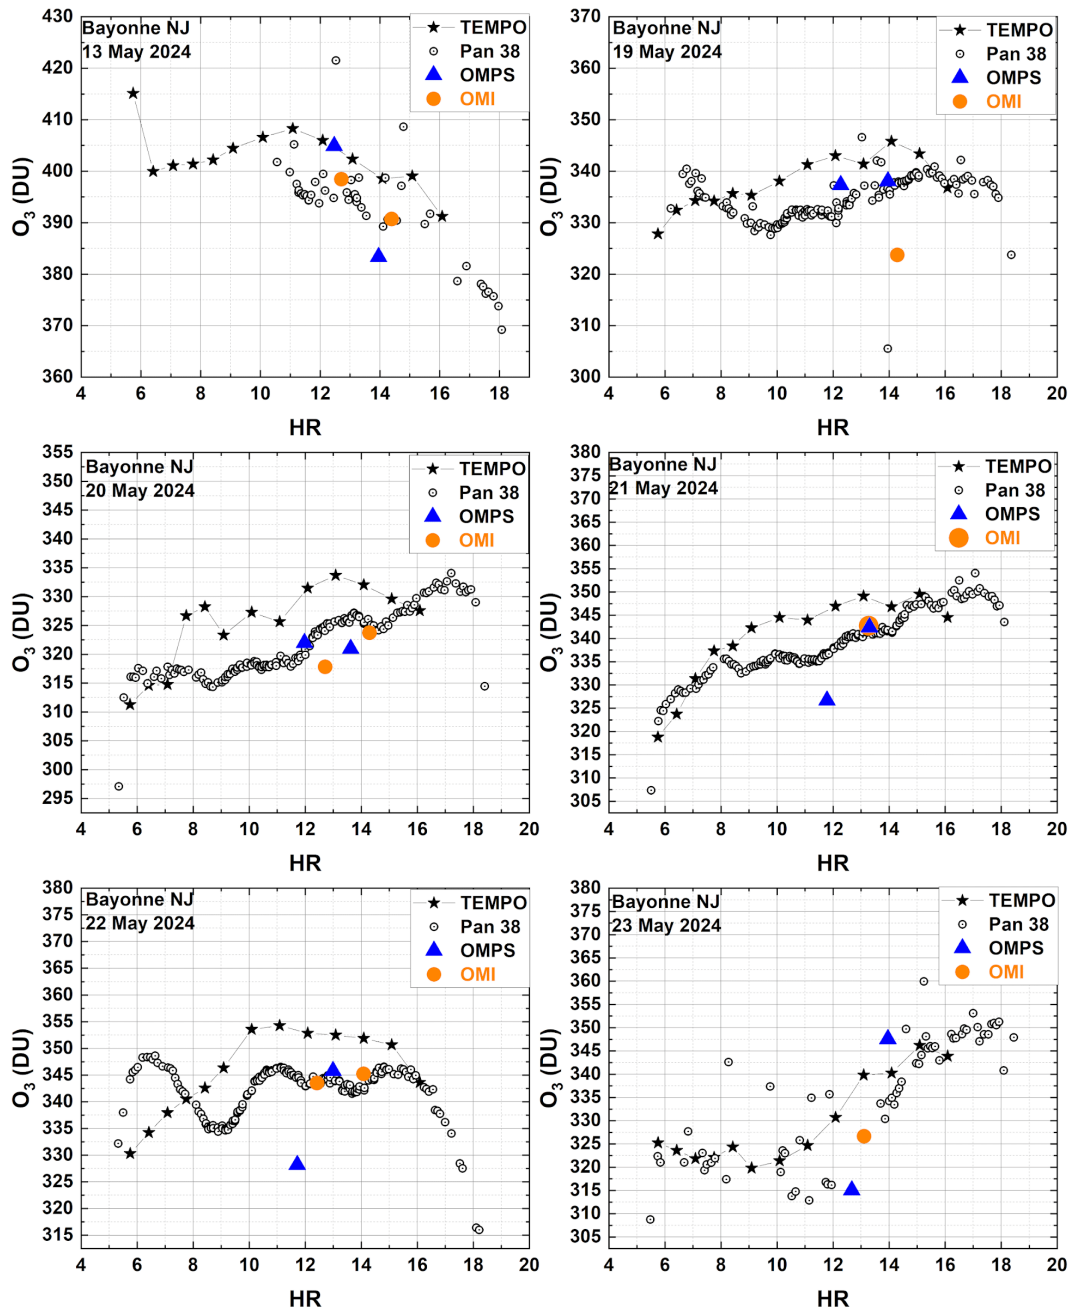 Bayonne NJ
13 May 2024
TEMPO
Pan 38
OMPS
OMI
O3 (DU)
430
420
410
400
390
380
370
360
4 6 8 10 12 14 16 18 20
HR
Bayonne NJ
19 May 2024
TEMPO
Pan 38
OMPS
OMI
O3 (DU)
370
360
350
340
330
320
310
300
4 6 8 10 12 14 16 18 20
HR
Bayonne NJ
20 May 2024
TEMPO
Pan 38
OMPS
OMI
O3 (DU)
355
350
345
340
335
330
325
320
315
310
305
300
295
4 6 8 10 12 14 16 18 20
HR
Bayonne NJ
21 May 2024
TEMPO
Pan 38
OMPS
OMI
O3 (DU)
380
375
370
365
360
355
350
345
340
335
330
325
320
315
310
305
4 6 8 10 12 14 16 18 20
HR
Bayonne NJ
22 May 2024
TEMPO
Pan 38
OMPS
OMI
O3 (DU)
380
375
370
365
360
355
350
345
340
335
330
325
320
315
4 6 8 10 12 14 16 18 20
HR
Bayonne NJ
23 May 2024
TEMPO
Pan 38
OMPS
OMI
O3 (DU)
380
375
370
365
360
355
350
345
340
335
330
325
320
315
310
305
4 6 8 10 12 14 16 18 20
HR